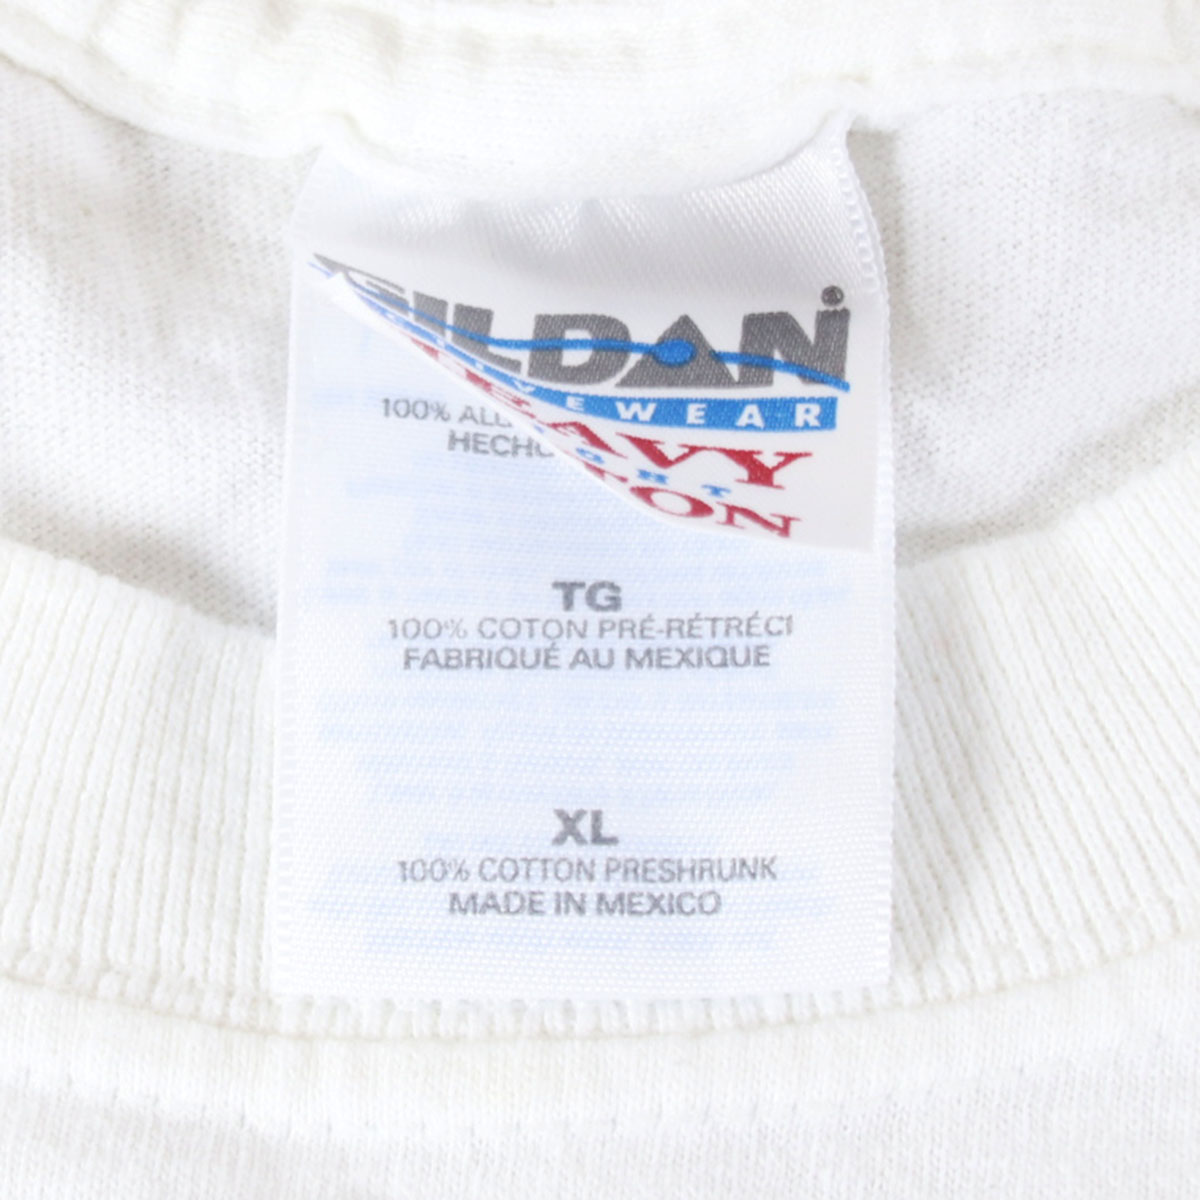 GILDAN
ACTIVEWEAR
HEAVY
COTTON
100%
HECHO
TG
100% COTON PRÉ-RÉTRÉCI
FABRIQUÉ AU MEXIQUE
XL
100% COTTON PRESHRUNK
MADE IN MEXICO